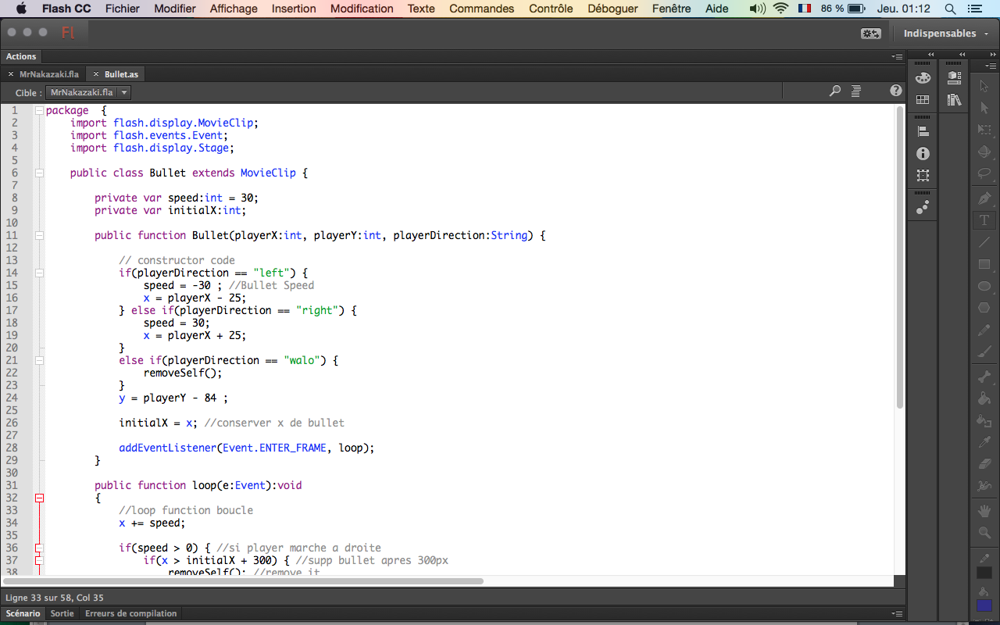 Flash CC Fichier Modifier Affichage Insertion Modification Texte Commandes Contrôle Déboguer Fenêtre Aide 86 % Jeu. 01:12
Fl Indispensables
Actions
× MrNakazaki.fla × Bullet.as
Cible : MrNakazaki.fla
1 package {
2 import flash.display.MovieClip;
3 import flash.events.Event;
4 import flash.display.Stage;
5
6 public class Bullet extends MovieClip {
7
8 private var speed:int = 30;
9 private var initialX:int;
10
11 public function Bullet(playerX:int, playerY:int, playerDirection:String) {
12
13 // constructor code
14 if(playerDirection == "left") {
15 speed = -30 ; //Bullet Speed
16 x = playerX - 25;
17 } else if(playerDirection == "right") {
18 speed = 30;
19 x = playerX + 25;
20 }
21 else if(playerDirection == "walo") {
22 removeSelf();
23 }
24 y = playerY - 84 ;
25
26 initialX = x; //conserver x de bullet
27
28 addEventListener(Event.ENTER_FRAME, loop);
29 }
30
31 public function loop(e:Event):void
32 {
33 //loop function boucle
34 x += speed;
35
36 if(speed > 0) { //si player marche a droite
37 if(x > initialX + 300) { //supp bullet apres 300px
38 removeSelf(); //remove it
Ligne 33 sur 58, Col 35
Scénario Sortie Erreurs de compilation